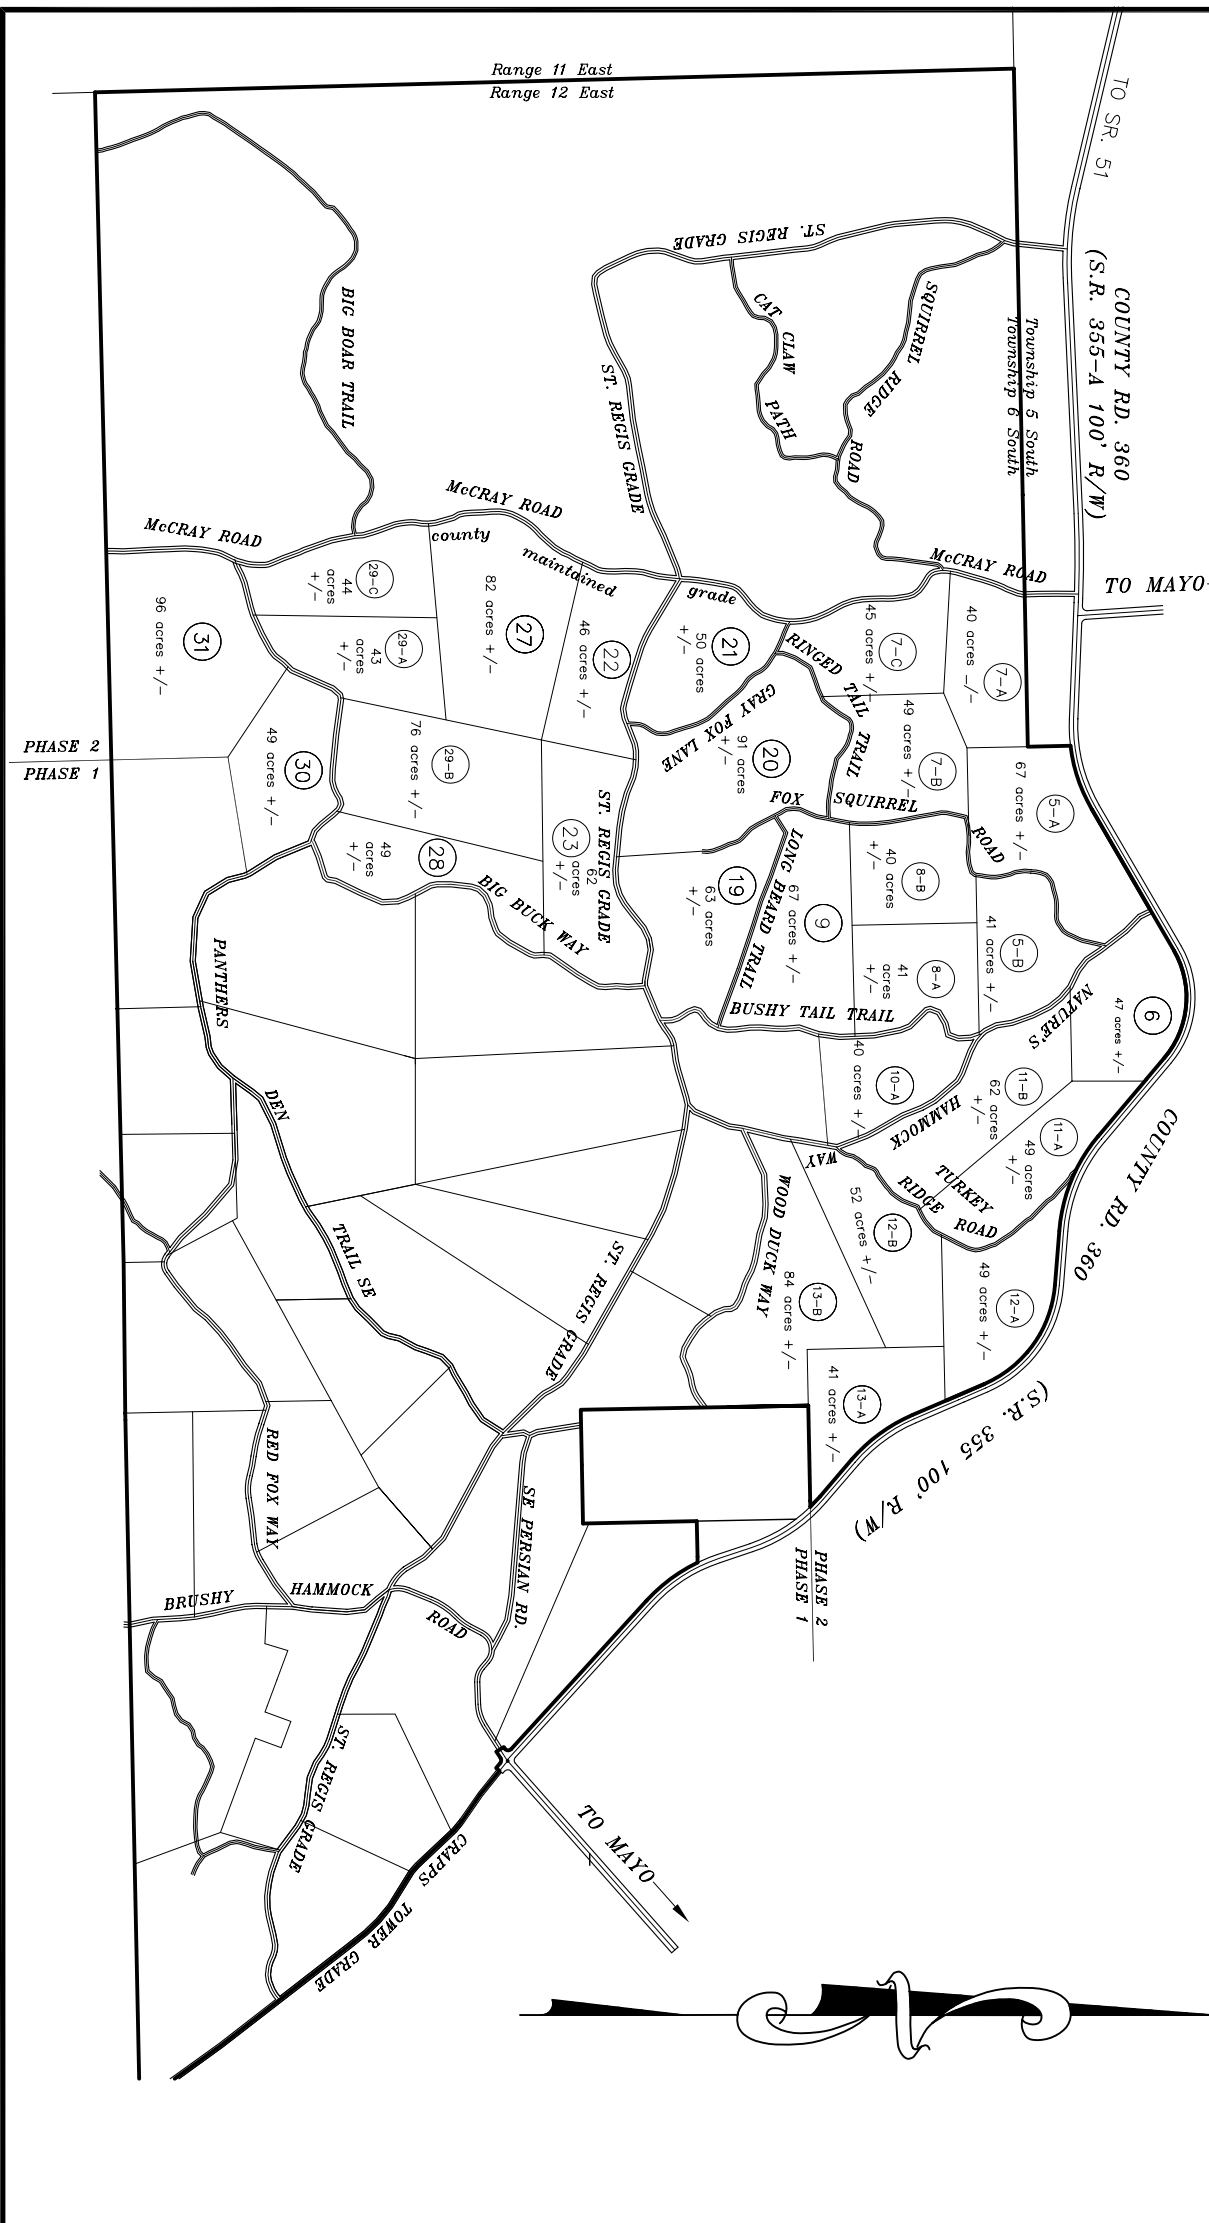 Range 11 East
Range 12 East
TO SR. 51
COUNTY RD. 360
(S.R. 355-A 100' R/W)
Township 5 South
Township 6 South
ST. REGIS GRADE
CAT CLAW PATH
SQUIRREL RIDGE ROAD
BIG BOAR TRAIL
ST. REGIS GRADE
McCRAY ROAD
McCRAY ROAD
county maintained grade
McCRAY ROAD
TO MAYO
29-C
44
acres
+/-
82 acres +/-
27
46 acres +/-
22
21
50 acres
+/-
45 acres +/-
7-C
40 acres -/-
7-A
96 acres +/-
31
29-A
43
acres
+/-
RINGED TAIL TRAIL
GRAY FOX LANE
49 acres +/-
7-B
PHASE 2
PHASE 1
49 acres +/-
30
76 acres +/-
29-B
91
acres
+/-
20
67 acres +/-
5-A
FOX SQUIRREL ROAD
ST. REGIS GRADE
23
62
acres
+/-
49
acres
+/-
28
BIG BUCK WAY
19
63 acres
+/-
LONG BEARD TRAIL
67 acres +/-
9
40 acres
+/-
8-B
41 acres +/-
5-B
41
acres
+/-
8-A
PANTHERS DEN TRAIL SE
BUSHY TAIL TRAIL
NATURE'S HAMMOCK WAY
6
47 acres +/-
40 acres +/-
10-A
62 acres
+/-
11-B
49 acres
+/-
11-A
COUNTY RD. 360
TURKEY RIDGE ROAD
WOOD DUCK WAY
52 acres +/-
12-B
84 acres +/-
13-B
49 acres +/-
12-A
ST. REGIS GRADE
41 acres +/-
13-A
(S.R. 355 100' R/W)
RED FOX WAY
SE PERSIAN RD.
PHASE 2
PHASE 1
BRUSHY HAMMOCK ROAD
ST. REGIS GRADE
TO MAYO
CRAPPS TOWER GRADE
N